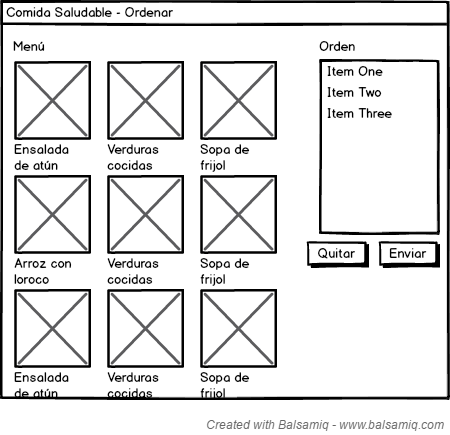 Comida Saludable - Ordenar
Menú
Orden
Item One
Item Two
Item Three
Ensalada
de atún
Verduras
cocidas
Sopa de
frijol
Arroz con
loroco
Verduras
cocidas
Sopa de
frijol
Quitar
Enviar
Ensalada
de atún
Verduras
cocidas
Sopa de
frijol
Created with Balsamiq - www.balsamiq.com